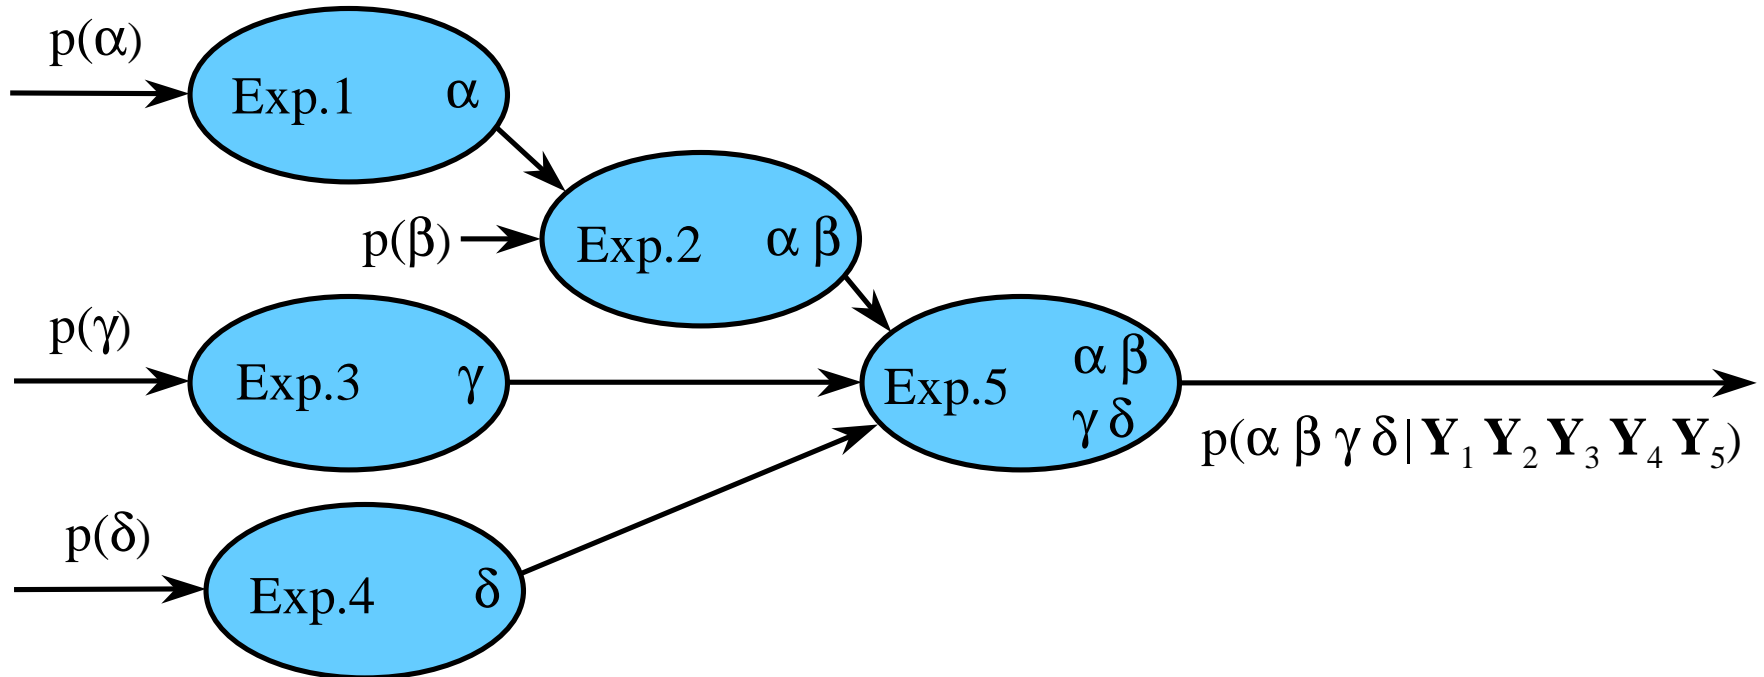 p(α)
Exp.1 α
p(β)
Exp.2 α β
p(γ)
Exp.3 γ
Exp.5 α β
γ δ
p(α β γ δ | Y₁ Y₂ Y₃ Y₄ Y₅)
p(δ)
Exp.4 δ